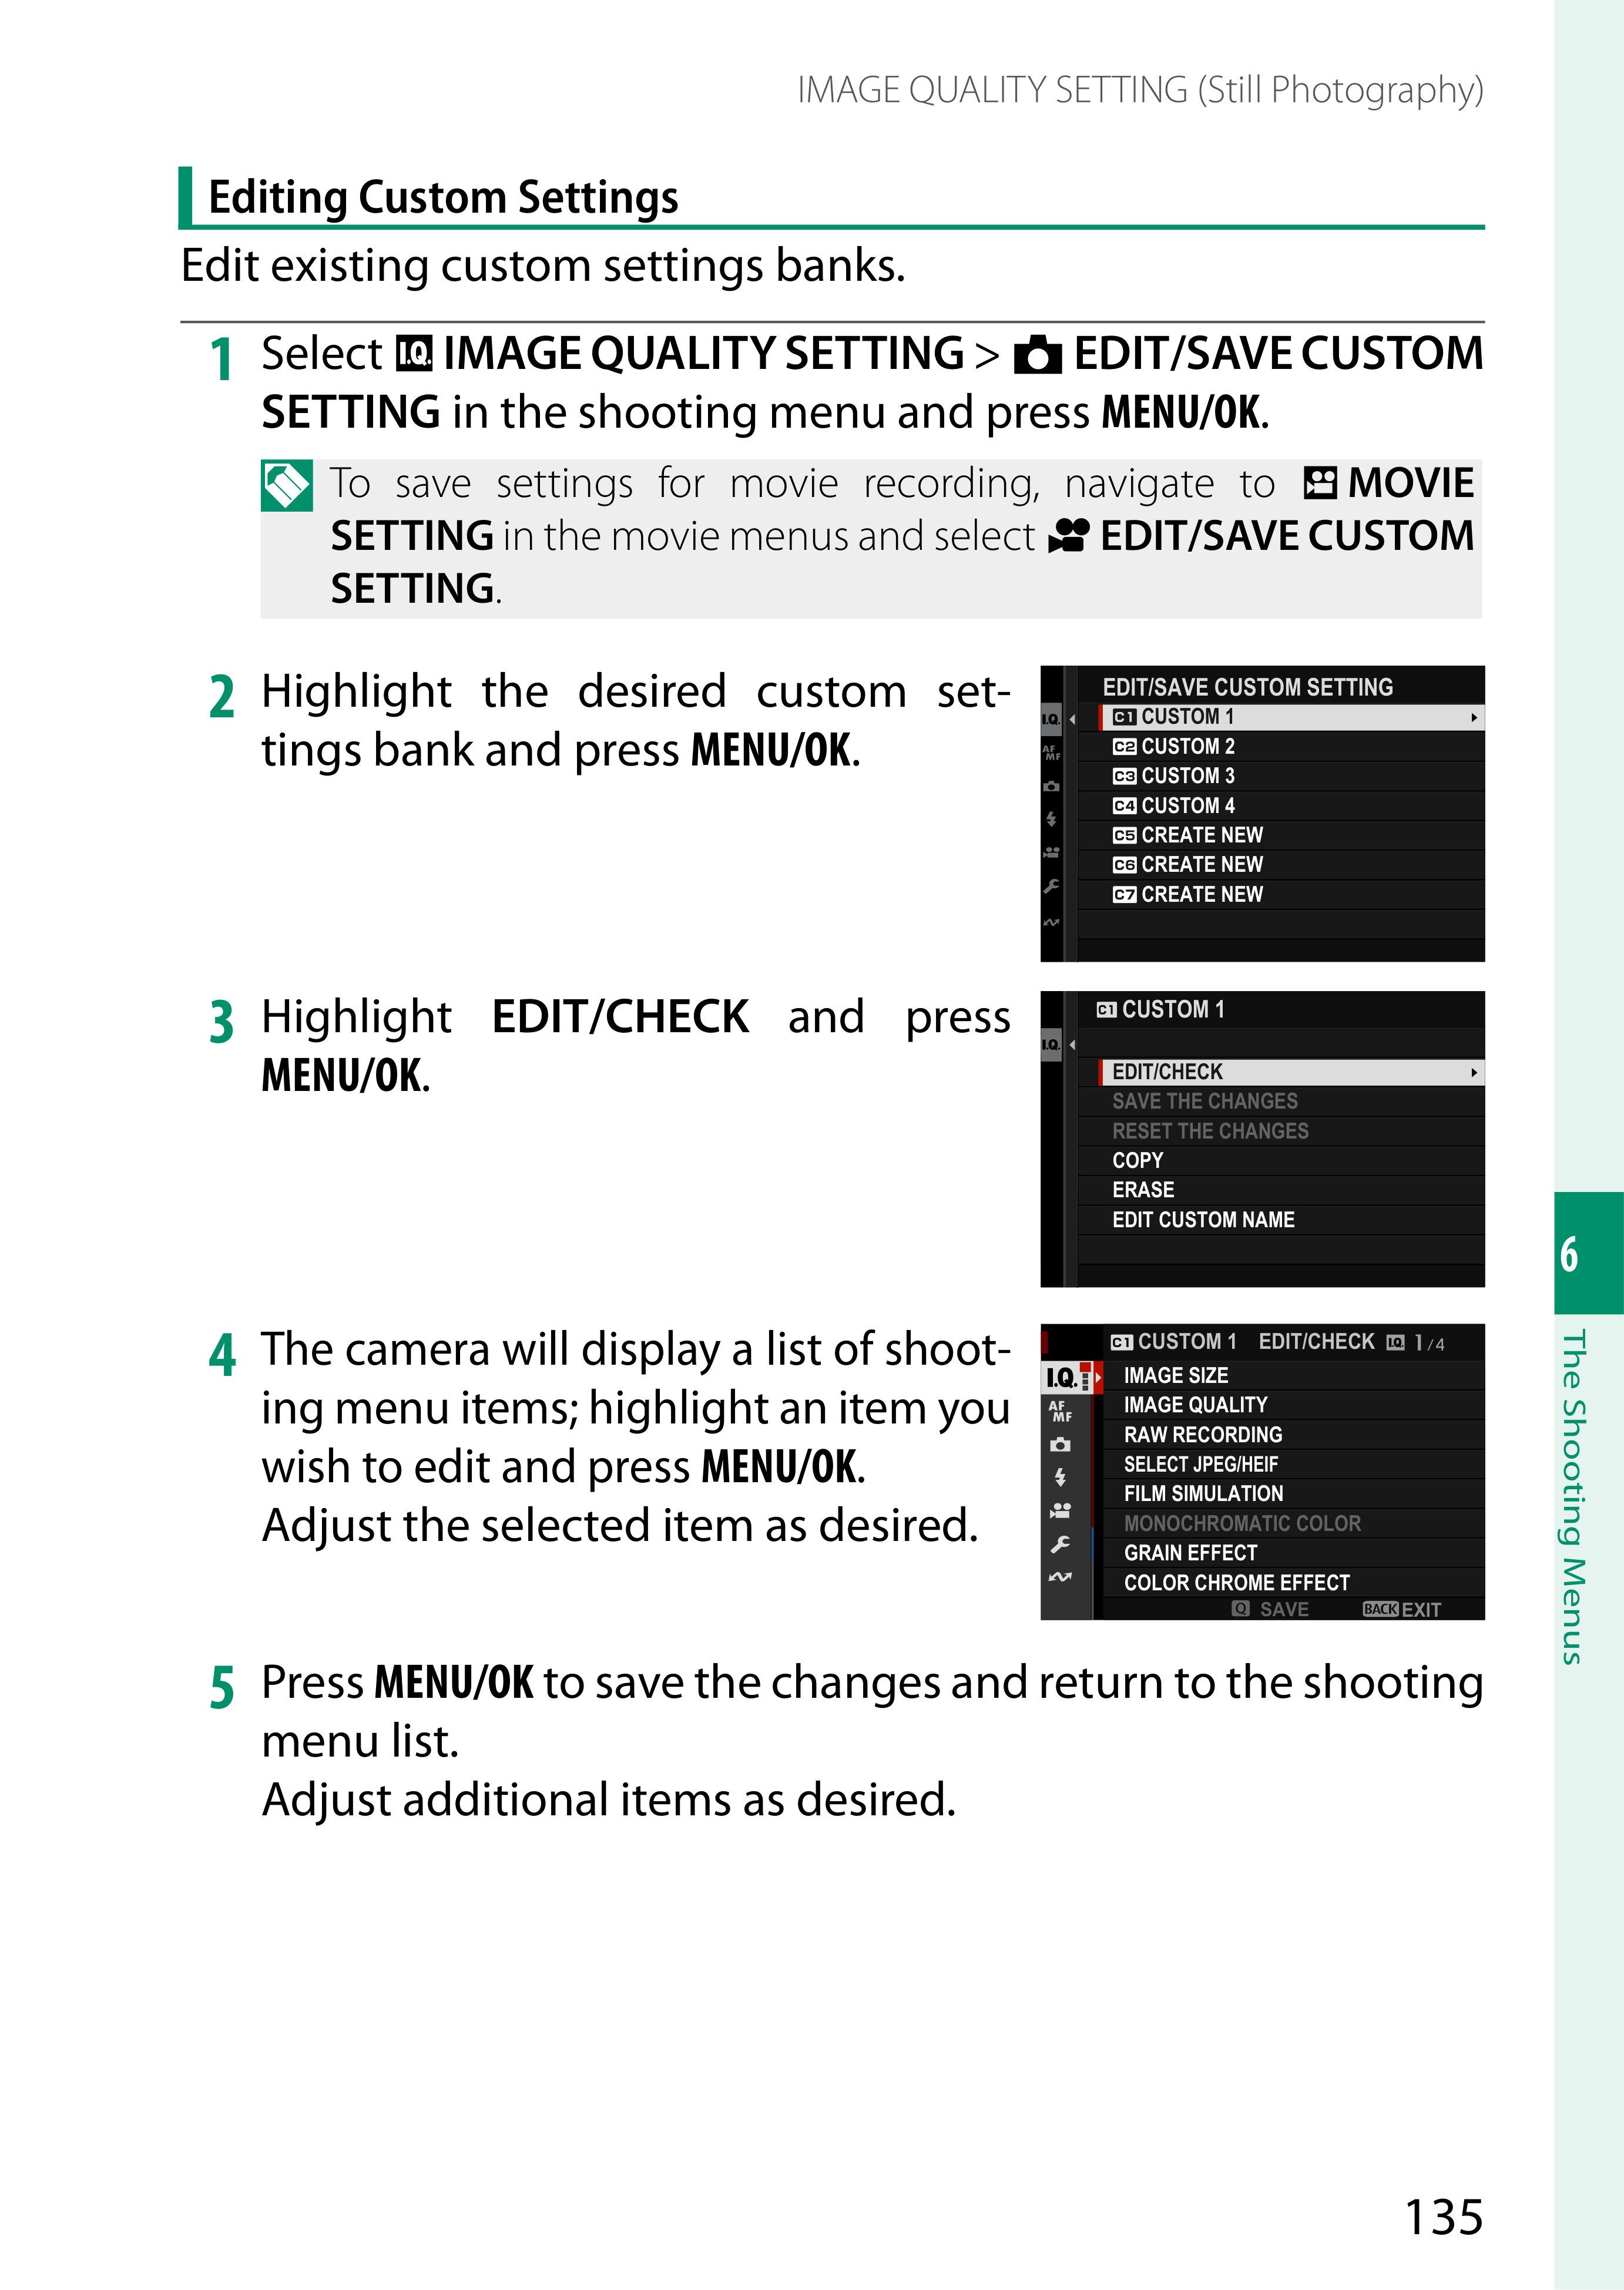 IMAGE QUALITY SETTING (Still Photography)
Editing Custom Settings
Edit existing custom settings banks.
1 Select I.Q. IMAGE QUALITY SETTING > EDIT/SAVE CUSTOM
SETTING in the shooting menu and press MENU/OK.
To save settings for movie recording, navigate to MOVIE
SETTING in the movie menus and select EDIT/SAVE CUSTOM
SETTING.
2 Highlight the desired custom set-
tings bank and press MENU/OK.
EDIT/SAVE CUSTOM SETTING
I.Q.
AF
MF
C1 CUSTOM 1
C2 CUSTOM 2
C3 CUSTOM 3
C4 CUSTOM 4
C5 CREATE NEW
C6 CREATE NEW
C7 CREATE NEW
3 Highlight EDIT/CHECK and press
MENU/OK.
C1 CUSTOM 1
I.Q.
EDIT/CHECK
SAVE THE CHANGES
RESET THE CHANGES
COPY
ERASE
EDIT CUSTOM NAME
4 The camera will display a list of shoot-
ing menu items; highlight an item you
wish to edit and press MENU/OK.
Adjust the selected item as desired.
C1 CUSTOM 1 EDIT/CHECK I.Q. 1/4
I.Q.
AF
MF
IMAGE SIZE
IMAGE QUALITY
RAW RECORDING
SELECT JPEG/HEIF
FILM SIMULATION
MONOCHROMATIC COLOR
GRAIN EFFECT
COLOR CHROME EFFECT
Q SAVE BACK EXIT
5 Press MENU/OK to save the changes and return to the shooting
menu list.
Adjust additional items as desired.
6
The Shooting Menus
135